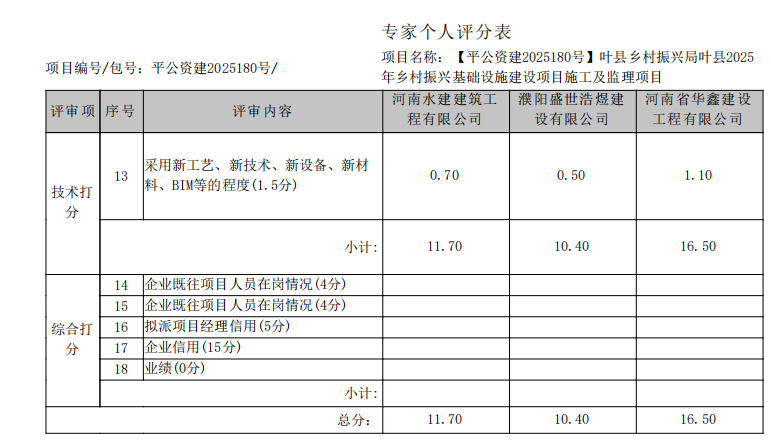 专家个人评分表
项目编号/包号：平公资建2025180号/
项目名称：【平公资建2025180号】叶县乡村振兴局叶县2025
年乡村振兴基础设施建设项目施工及监理项目
评审项 序号 评审内容 河南水建建筑工 濮阳盛世浩煜建 河南省华鑫建设
程有限公司 设有限公司 工程有限公司
技术打
分
13 采用新工艺、新技术、新设备、新材 0.70 0.50 1.10
料、BIM等的程度(1.5分)
小计: 11.70 10.40 16.50
综合打
分
14 企业既往项目人员在岗情况(4分)
15 企业既往项目人员在岗情况(4分)
16 拟派项目经理信用(5分)
17 企业信用(15分)
18 业绩(0分)
小计:
总分: 11.70 10.40 16.50